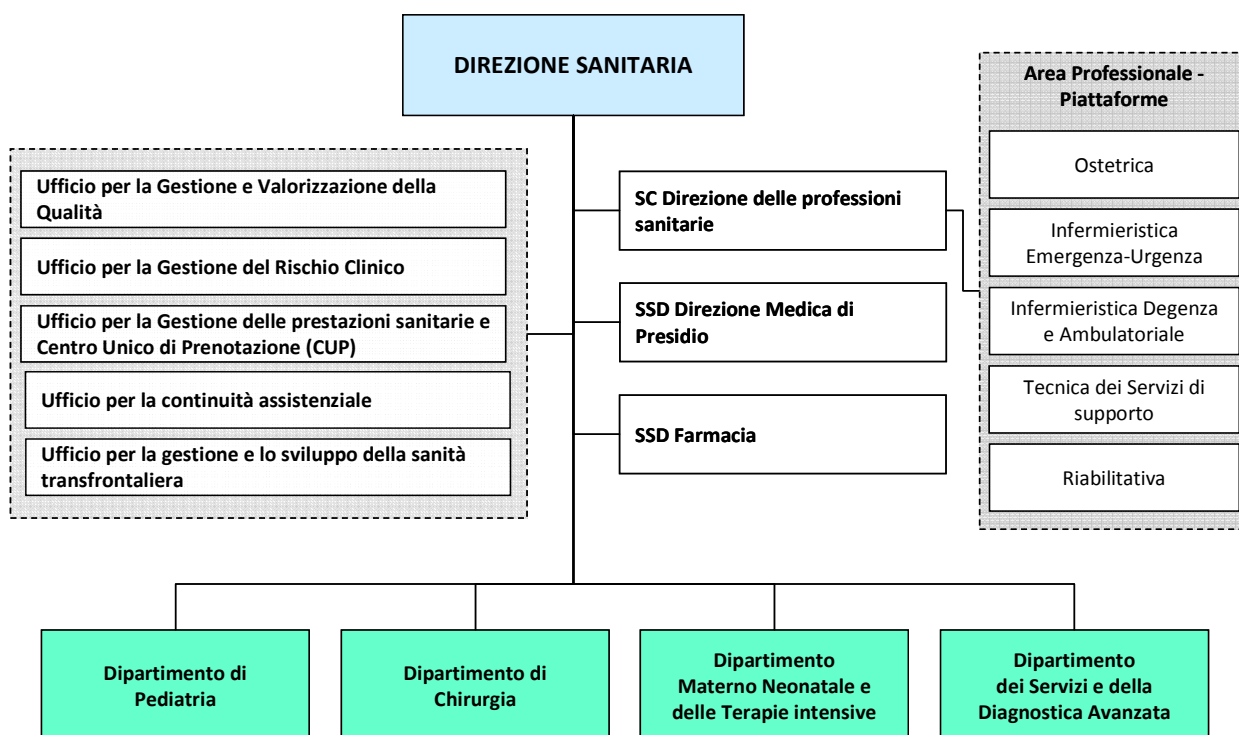 DIREZIONE SANITARIA
Area Professionale -
Piattaforme
Ostetrica
Infermieristica
Emergenza-Urgenza
Infermieristica Degenza
e Ambulatoriale
Tecnica dei Servizi di
supporto
Riabilitativa
Ufficio per la Gestione e Valorizzazione della
Qualità
Ufficio per la Gestione del Rischio Clinico
Ufficio per la Gestione delle prestazioni sanitarie e
Centro Unico di Prenotazione (CUP)
Ufficio per la continuità assistenziale
Ufficio per la gestione e lo sviluppo della sanità
transfrontaliera
SC Direzione delle professioni
sanitarie
SSD Direzione Medica di
Presidio
SSD Farmacia
Dipartimento di
Pediatria
Dipartimento di
Chirurgia
Dipartimento
Materno Neonatale e
delle Terapie intensive
Dipartimento
dei Servizi e della
Diagnostica Avanzata